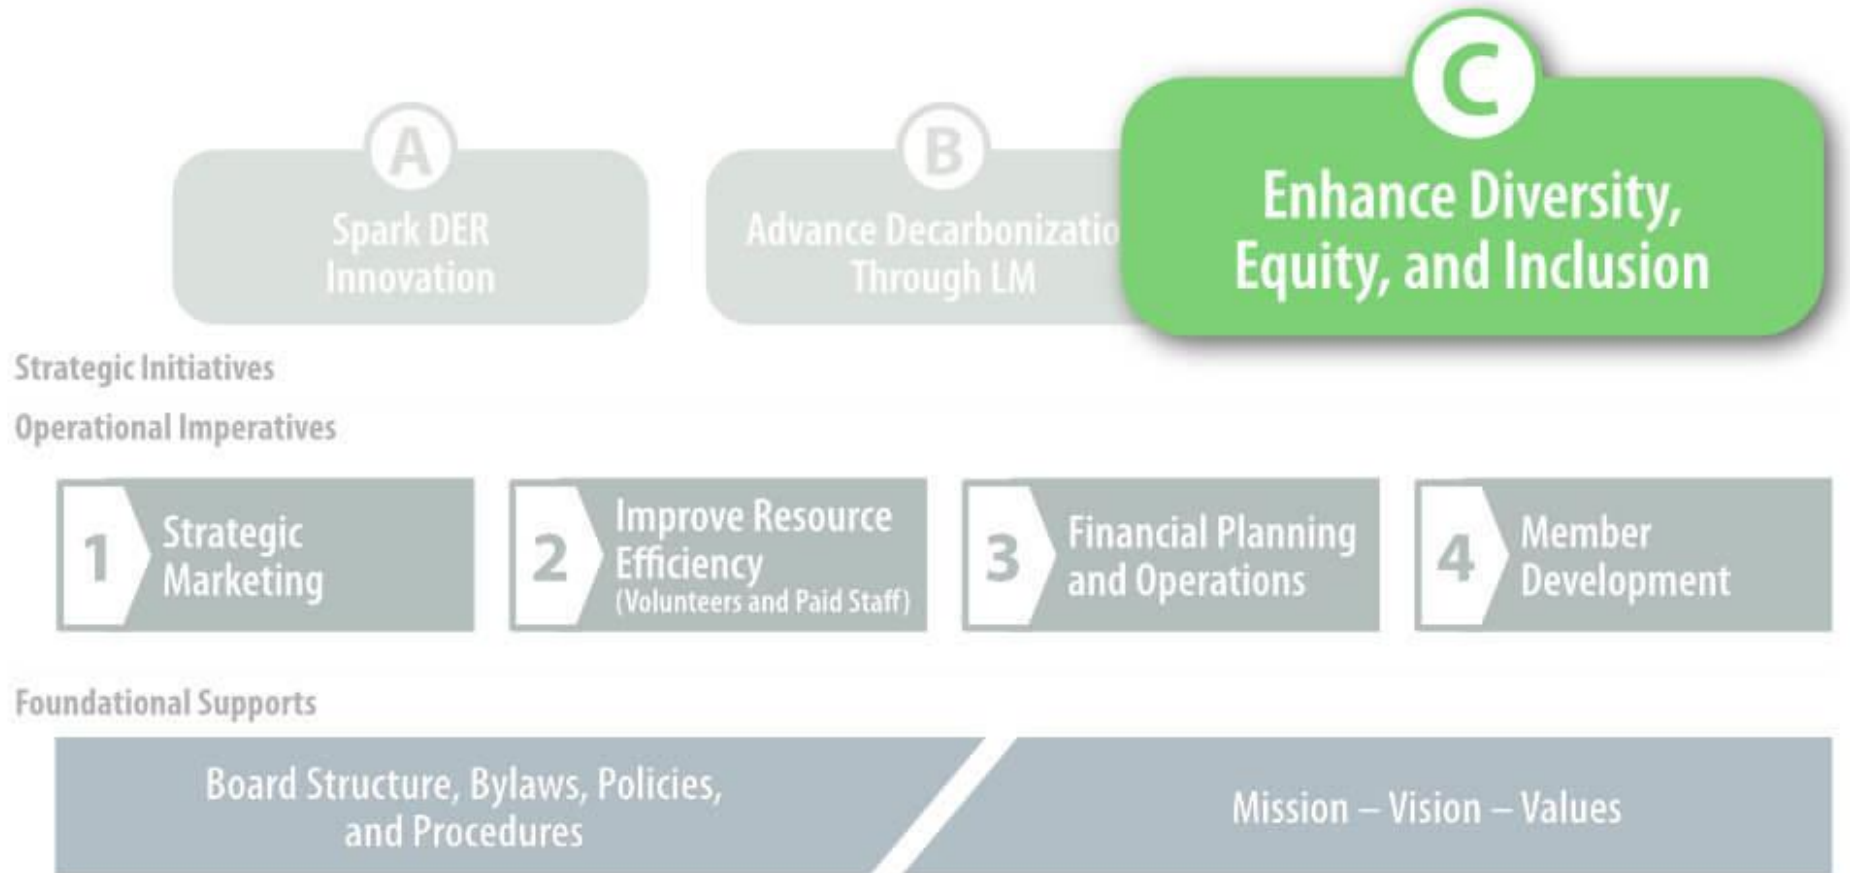 A
Spark DER
Innovation
B
Advance Decarbonizatio
Through LM
C
Enhance Diversity,
Equity, and Inclusion
Strategic Initiatives
Operational Imperatives
1
Strategic
Marketing
2
Improve Resource
Efficiency
(Volunteers and Paid Staff)
3
Financial Planning
and Operations
4
Member
Development
Foundational Supports
Board Structure, Bylaws, Policies,
and Procedures
Mission – Vision – Values